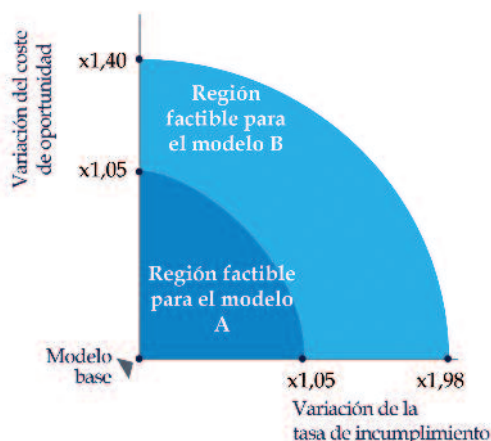 Variación del coste
de oportunidad
x1,40
x1,05
Región
factible para
el modelo B
Región factible
para el modelo
A
Modelo
base
x1,05
x1,98
Variación de la
tasa de incumplimiento